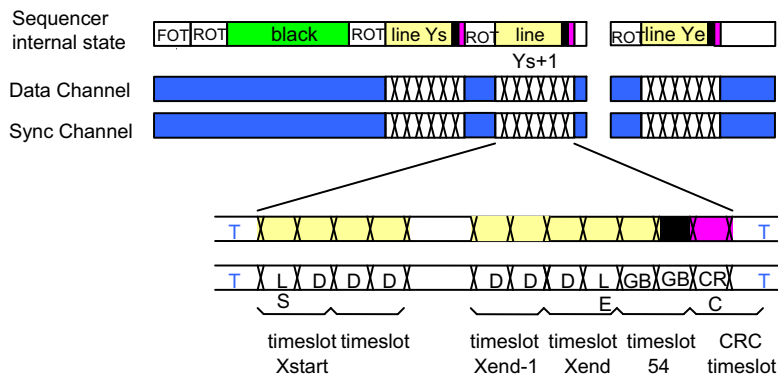 Sequencer
internal state
FOT ROT black ROT line Ys ROT line ROT line Ye
Ys+1
Data Channel
Sync Channel
T T
T L D D D D D D L GB GB CR T
S E C
timeslot timeslot timeslot timeslot timeslot CRC
Xstart Xend-1 Xend 54 timeslot